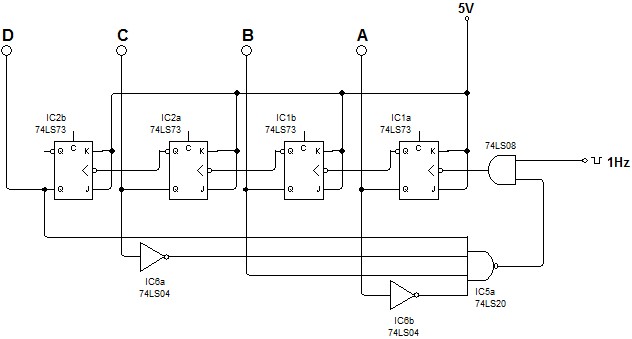 5V
D C B A
IC2b IC2a IC1b IC1a
74LS73 74LS73 74LS73 74LS73
74LS08
C C C C
Q K Q K Q K Q K
1Hz
Q J Q J Q J Q J
IC6a
74LS04
IC5a
74LS20
IC6b
74LS04